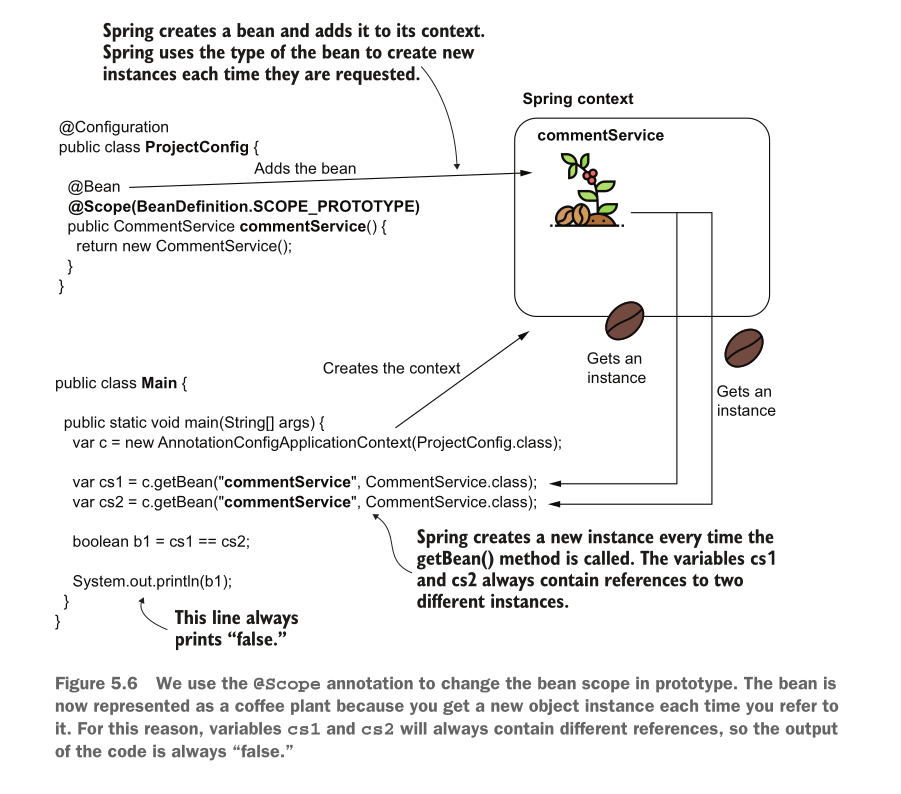 Spring creates a bean and adds it to its context.
Spring uses the type of the bean to create new
instances each time they are requested.
Spring context
commentService
@Configuration
public class ProjectConfig {
Adds the bean
@Bean
@Scope(BeanDefinition.SCOPE_PROTOTYPE)
public CommentService commentService() {
return new CommentService();
}
}
Gets an
instance
Gets an
instance
Creates the context
public class Main {
public static void main(String[] args) {
var c = new AnnotationConfigApplicationContext(ProjectConfig.class);
var cs1 = c.getBean("commentService", CommentService.class);
var cs2 = c.getBean("commentService", CommentService.class);
boolean b1 = cs1 == cs2;
System.out.println(b1);
}
}
Spring creates a new instance every time the
getBean() method is called. The variables cs1
and cs2 always contain references to two
different instances.
This line always
prints “false.”
Figure 5.6 We use the @Scope annotation to change the bean scope in prototype. The bean is
now represented as a coffee plant because you get a new object instance each time you refer to
it. For this reason, variables cs1 and cs2 will always contain different references, so the output
of the code is always “false.”